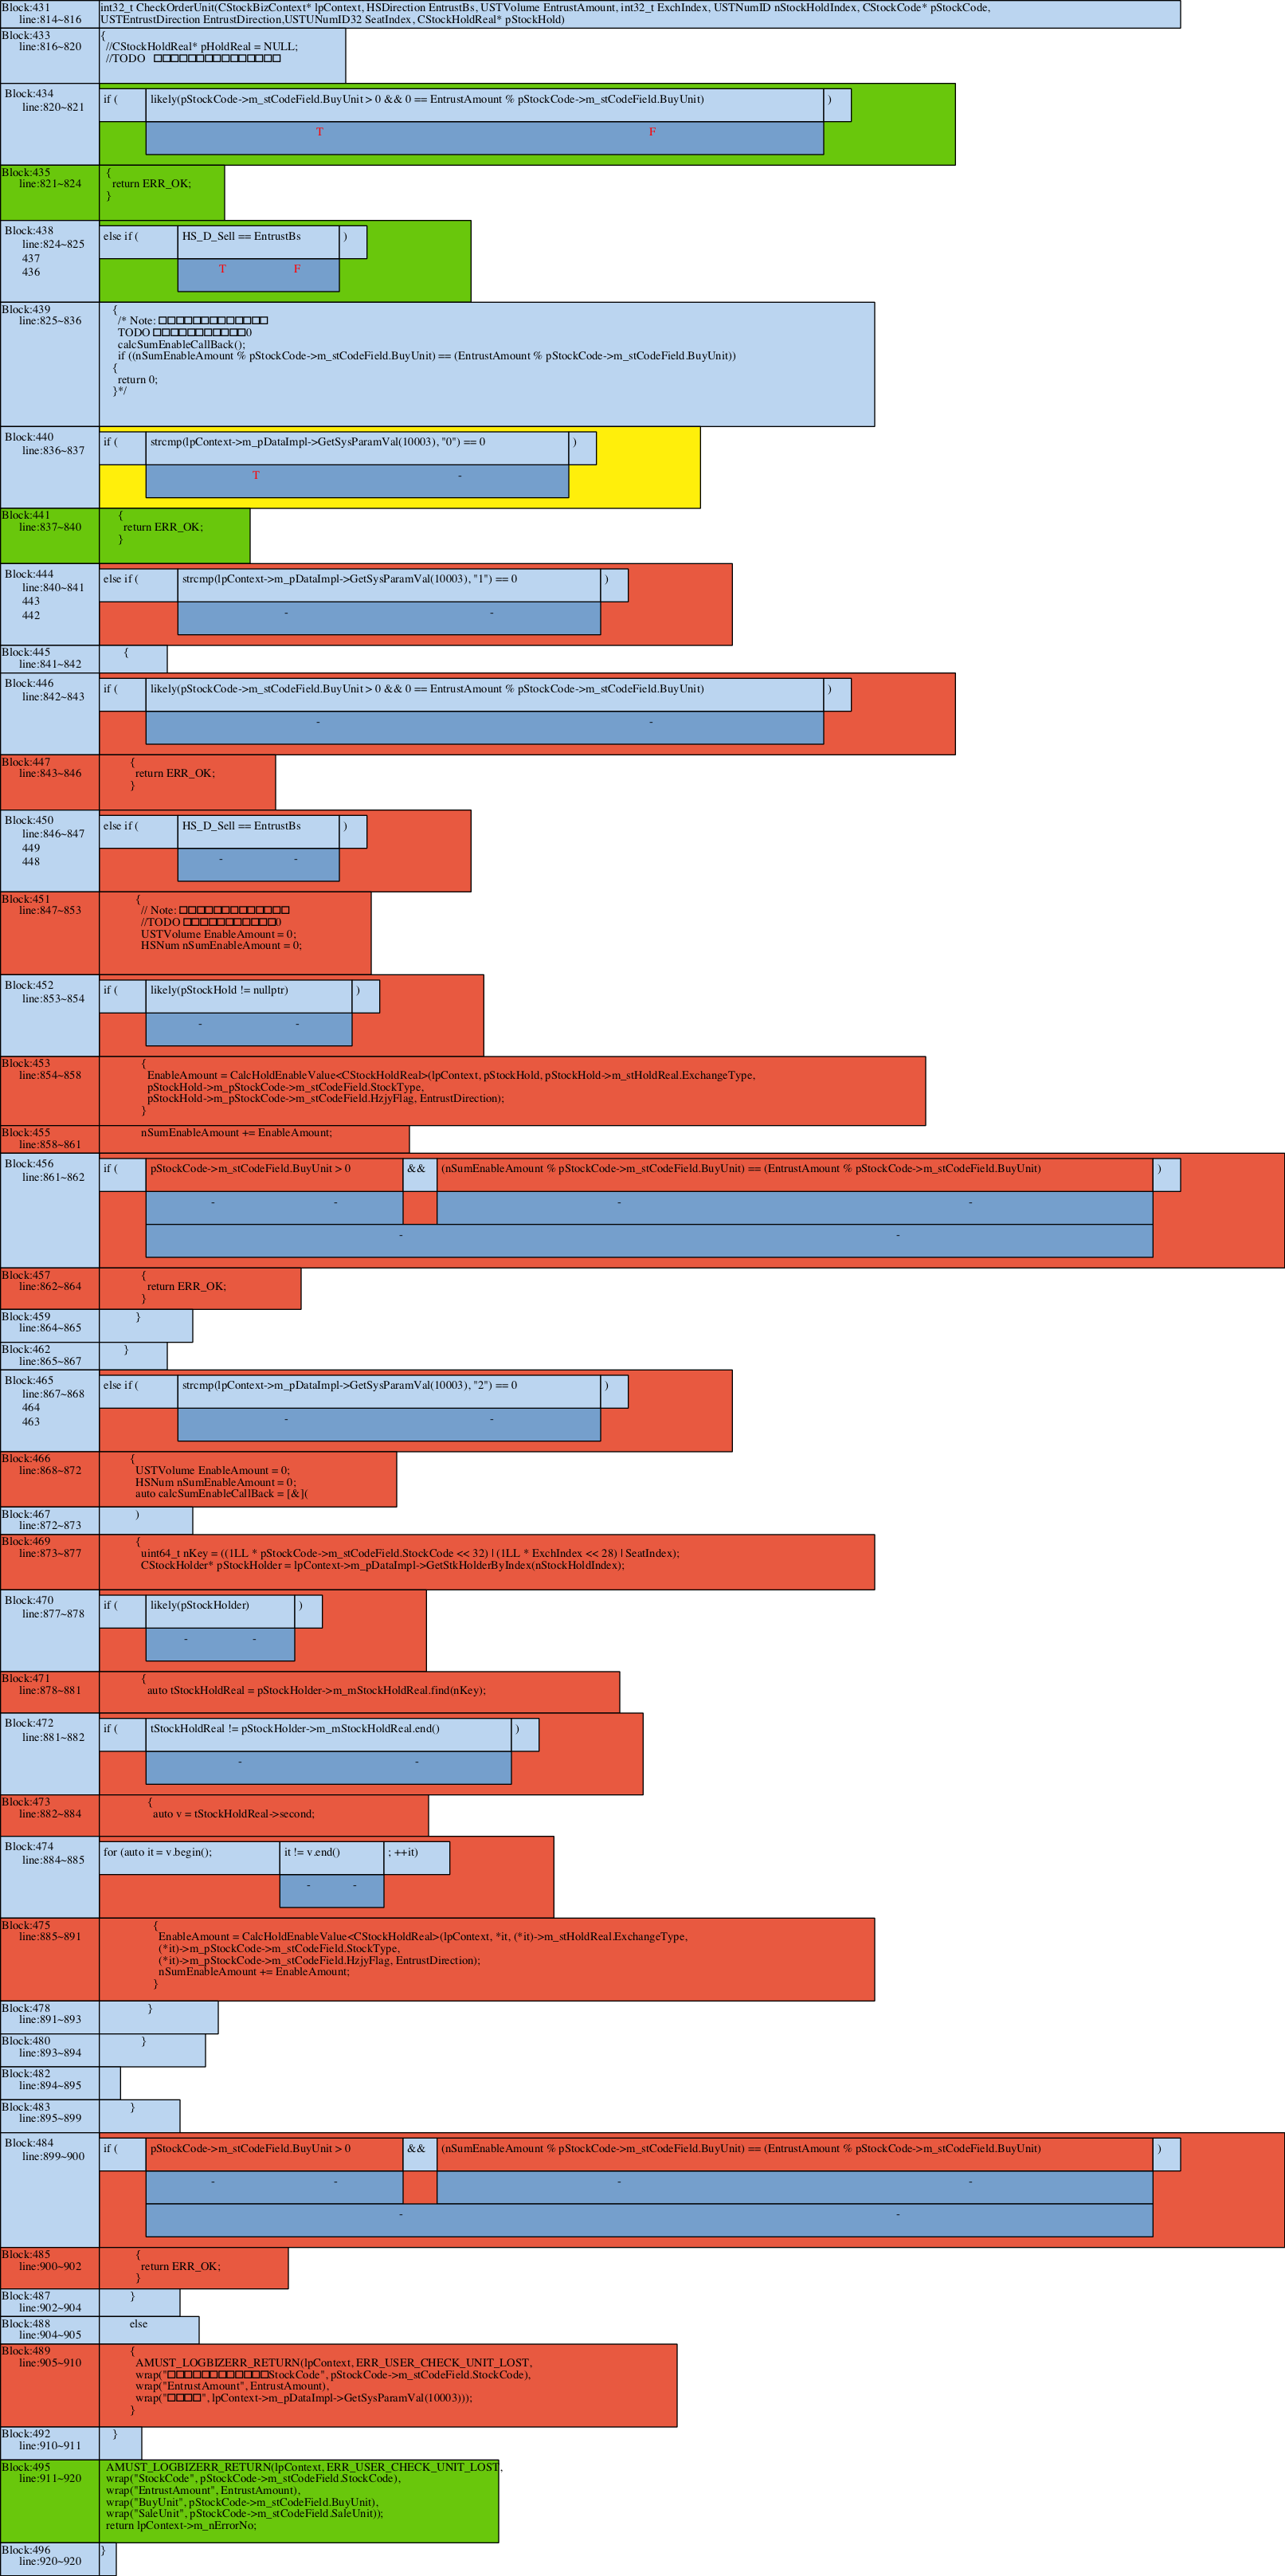 Block:431
line:814~816
int32_t CheckOrderUnit(CStockBizContext* lpContext, HSDirection EntrustBs, USTVolume EntrustAmount, int32_t ExchIndex, USTNumID nStockHoldIndex, CStockCode* pStockCode,
USTEntrustDirection EntrustDirection,USTUNumID32 SeatIndex, CStockHoldReal* pStockHold)
Block:433
line:816~820
{
//CStockHoldReal* pHoldReal = NULL;
//TODO
Block:434
line:820~821
if ( likely(pStockCode->m_stCodeField.BuyUnit > 0 && 0 == EntrustAmount % pStockCode->m_stCodeField.BuyUnit) )
T F
Block:435
line:821~824
{
return ERR_OK;
}
Block:438
line:824~825
437
436
else if ( HS_D_Sell == EntrustBs )
T F
Block:439
line:825~836
{
/* Note:
TODO 0
calcSumEnableCallBack();
if ((nSumEnableAmount % pStockCode->m_stCodeField.BuyUnit) == (EntrustAmount % pStockCode->m_stCodeField.BuyUnit))
{
return 0;
}*/
Block:440
line:836~837
if ( strcmp(lpContext->m_pDataImpl->GetSysParamVal(10003), "0") == 0 )
T -
Block:441
line:837~840
{
return ERR_OK;
}
Block:444
line:840~841
443
442
else if ( strcmp(lpContext->m_pDataImpl->GetSysParamVal(10003), "1") == 0 )
- -
Block:445
line:841~842
{
Block:446
line:842~843
if ( likely(pStockCode->m_stCodeField.BuyUnit > 0 && 0 == EntrustAmount % pStockCode->m_stCodeField.BuyUnit) )
- -
Block:447
line:843~846
{
return ERR_OK;
}
Block:450
line:846~847
449
448
else if ( HS_D_Sell == EntrustBs )
- -
Block:451
line:847~853
{
// Note:
//TODO 0
USTVolume EnableAmount = 0;
HSNum nSumEnableAmount = 0;
Block:452
line:853~854
if ( likely(pStockHold != nullptr) )
- -
Block:453
line:854~858
{
EnableAmount = CalcHoldEnableValue<CStockHoldReal>(lpContext, pStockHold, pStockHold->m_stHoldReal.ExchangeType,
pStockHold->m_pStockCode->m_stCodeField.StockType,
pStockHold->m_pStockCode->m_stCodeField.HzjyFlag, EntrustDirection);
}
Block:455
line:858~861
nSumEnableAmount += EnableAmount;
Block:456
line:861~862
if ( pStockCode->m_stCodeField.BuyUnit > 0 && (nSumEnableAmount % pStockCode->m_stCodeField.BuyUnit) == (EntrustAmount % pStockCode->m_stCodeField.BuyUnit) )
- - - -
- -
Block:457
line:862~864
{
return ERR_OK;
}
Block:459
line:864~865
}
Block:462
line:865~867
}
Block:465
line:867~868
464
463
else if ( strcmp(lpContext->m_pDataImpl->GetSysParamVal(10003), "2") == 0 )
- -
Block:466
line:868~872
{
USTVolume EnableAmount = 0;
HSNum nSumEnableAmount = 0;
auto calcSumEnableCallBack = [&](
Block:467
line:872~873
)
Block:469
line:873~877
{
uint64_t nKey = ((1LL * pStockCode->m_stCodeField.StockCode << 32) | (1LL * ExchIndex << 28) | SeatIndex);
CStockHolder* pStockHolder = lpContext->m_pDataImpl->GetStkHolderByIndex(nStockHoldIndex);
Block:470
line:877~878
if ( likely(pStockHolder) )
- -
Block:471
line:878~881
{
auto tStockHoldReal = pStockHolder->m_mStockHoldReal.find(nKey);
Block:472
line:881~882
if ( tStockHoldReal != pStockHolder->m_mStockHoldReal.end() )
- -
Block:473
line:882~884
{
auto v = tStockHoldReal->second;
Block:474
line:884~885
for (auto it = v.begin(); it != v.end() ; ++it)
- -
Block:475
line:885~891
{
EnableAmount = CalcHoldEnableValue<CStockHoldReal>(lpContext, *it, (*it)->m_stHoldReal.ExchangeType,
(*it)->m_pStockCode->m_stCodeField.StockType,
(*it)->m_pStockCode->m_stCodeField.HzjyFlag, EntrustDirection);
nSumEnableAmount += EnableAmount;
}
Block:478
line:891~893
}
Block:480
line:893~894
}
Block:482
line:894~895
Block:483
line:895~899
}
Block:484
line:899~900
if ( pStockCode->m_stCodeField.BuyUnit > 0 && (nSumEnableAmount % pStockCode->m_stCodeField.BuyUnit) == (EntrustAmount % pStockCode->m_stCodeField.BuyUnit) )
- - - -
- -
Block:485
line:900~902
{
return ERR_OK;
}
Block:487
line:902~904
}
Block:488
line:904~905
else
Block:489
line:905~910
{
AMUST_LOGBIZERR_RETURN(lpContext, ERR_USER_CHECK_UNIT_LOST,
wrap("StockCode", pStockCode->m_stCodeField.StockCode),
wrap("EntrustAmount", EntrustAmount),
wrap("", lpContext->m_pDataImpl->GetSysParamVal(10003)));
}
Block:492
line:910~911
}
Block:495
line:911~920
AMUST_LOGBIZERR_RETURN(lpContext, ERR_USER_CHECK_UNIT_LOST,
wrap("StockCode", pStockCode->m_stCodeField.StockCode),
wrap("EntrustAmount", EntrustAmount),
wrap("BuyUnit", pStockCode->m_stCodeField.BuyUnit),
wrap("SaleUnit", pStockCode->m_stCodeField.SaleUnit));
return lpContext->m_nErrorNo;
Block:496
line:920~920
}